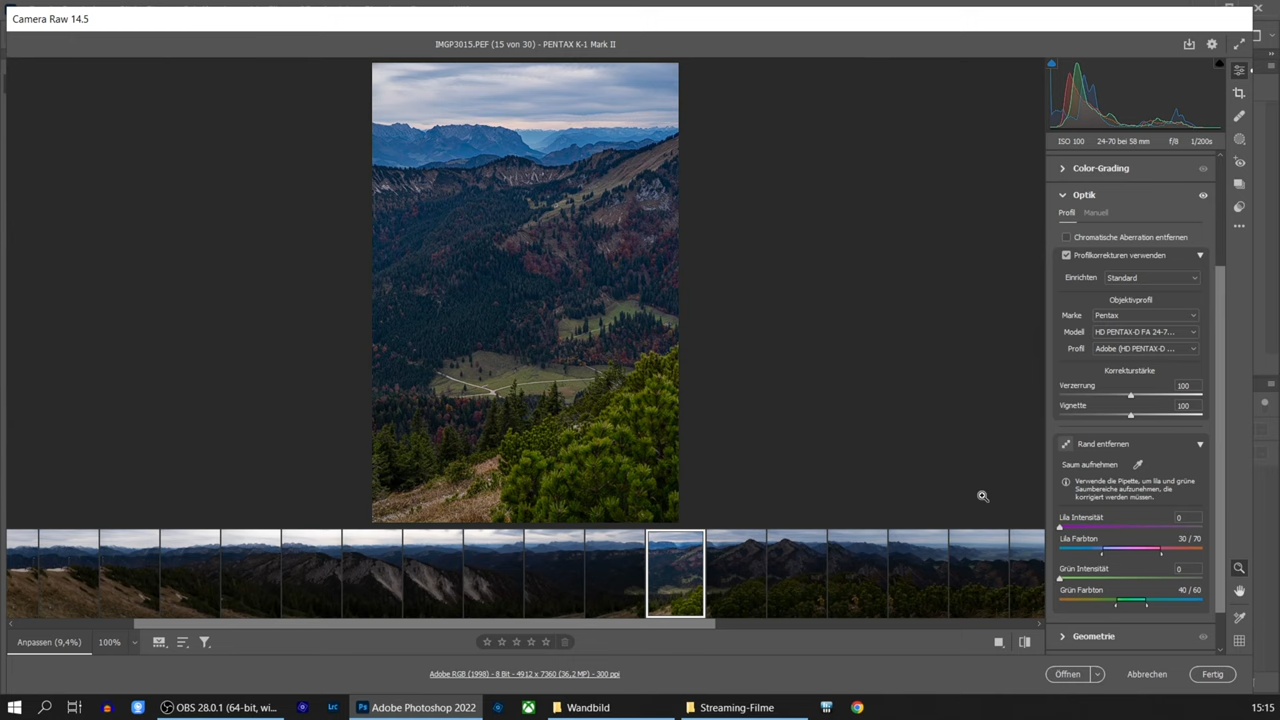 Camera Raw 14.5
IMGP3015.PEF (15 von 30) - PENTAX K-1 Mark II
ISO 100 24-70 bei 58 mm f/8 1/200s
Color-Grading
Optik
Profil Manuell
Chromatische Aberration entfernen
Profilkorrekturen verwenden
Einrichten Standard
Objektivprofil
Marke Pentax
Modell HD PENTAX-D FA 24-7...
Profil Adobe (HD PENTAX-D ...
Korrekturstärke
Verzerrung 100
Vignette 100
Rand entfernen
Saum aufnehmen
Verwende die Pipette, um lila und grüne
Saumbereiche aufzunehmen, die
korrigiert werden müssen.
Lila Intensität 0
Lila Farbton 30 / 70
Grün Intensität 0
Grün Farbton 40 / 60
Geometrie
Anpassen (9,4%) 100%
Adobe RGB (1998) - 8 Bit - 4912 x 7360 (36,2 MP) - 300 ppi
Öffnen Abbrechen Fertig
OBS 28.0.1 (64-bit, wi... Lrc Ps Adobe Photoshop 2022 Wandbild Streaming-Filme 15:15